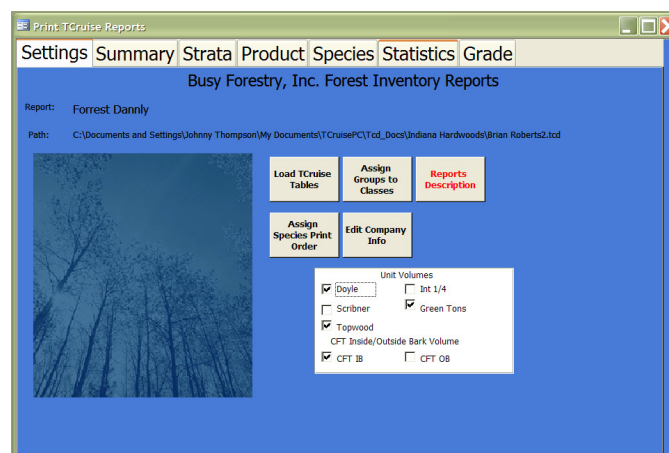 Print TCruise Reports
Settings Summary Strata Product Species Statistics Grade
Busy Forestry, Inc. Forest Inventory Reports
Report: Forrest Dannly
Path: C:\Documents and Settings\Johnny Thompson\My Documents\TCruisePC\Tcd_Docs\Indiana Hardwoods\Brian Roberts2.tcd
Load TCruise
Tables
Assign
Groups to
Classes
Reports
Description
Assign
Species Print
Order
Edit Company
Info
Unit Volumes
Doyle Int 1/4
Scribner Green Tons
Topwood
CFT Inside/Outside Bark Volume
CFT IB CFT OB